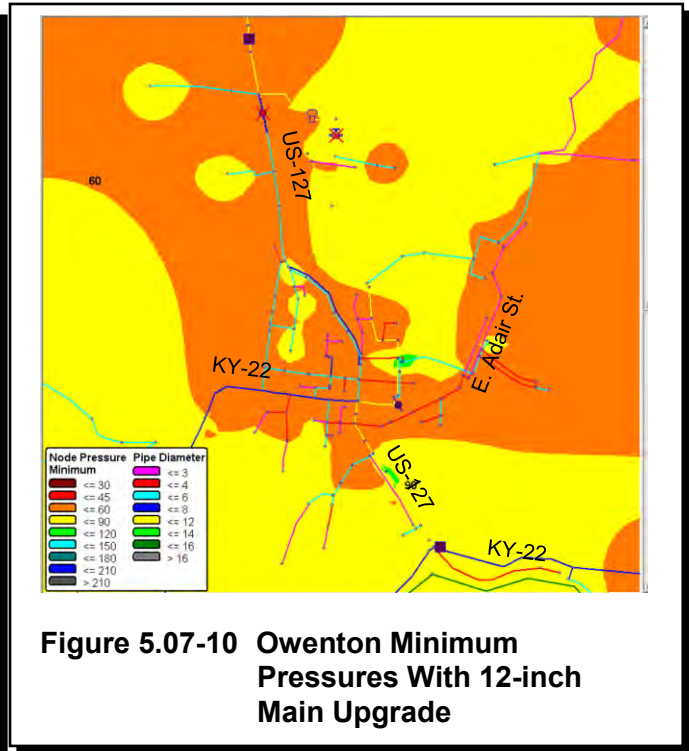 US-127
60
E. Adair St.
KY-22
US-127
KY-22
Node Pressure Pipe Diameter
Minimum
<= 30
<= 45
<= 60
<= 90
<= 120
<= 150
<= 180
<= 210
> 210
<= 3
<= 4
<= 6
<= 8
<= 12
<= 14
<= 16
> 16
Figure 5.07-10 Owenton Minimum
Pressures With 12-inch
Main Upgrade